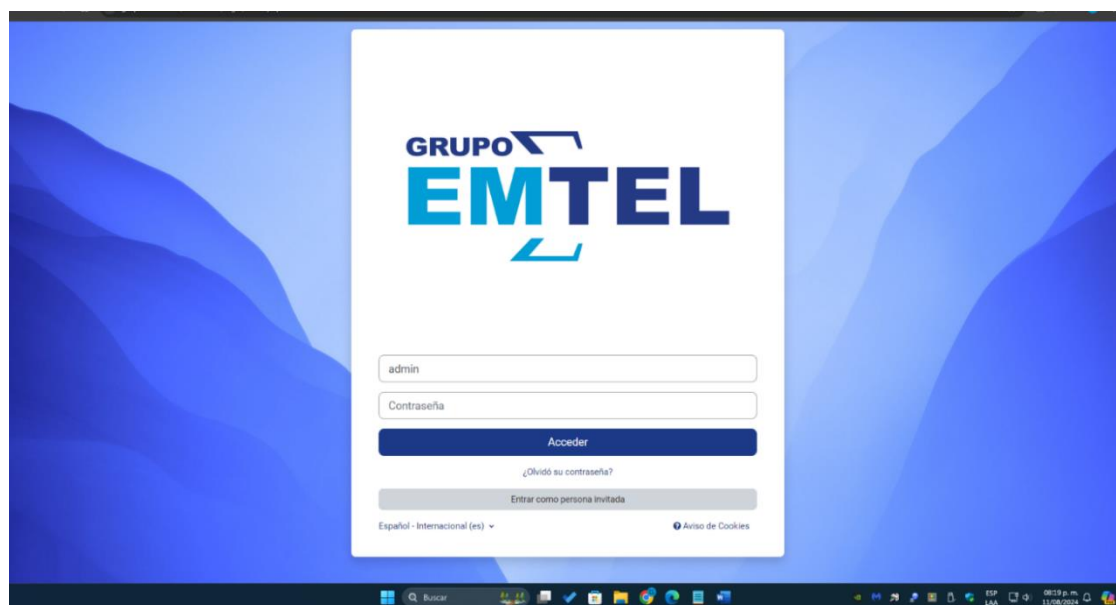 GRUPO
EMTEL
admin
Contraseña
Acceder
¿Olvidó su contraseña?
Entrar como persona invitada
Español - Internacional (es)
Aviso de Cookies
Buscar
ESP
LAA
08:19 p. m.
11/08/2024